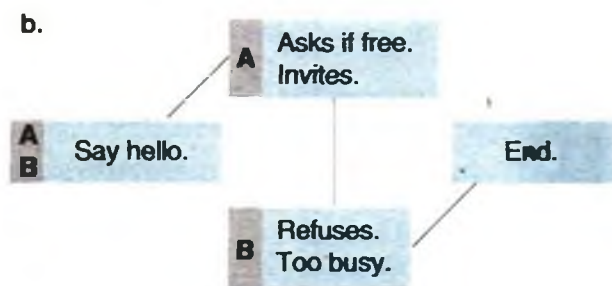 b.
A
Asks if free.
Invites.
A
B
Say hello.
End.
B
Refuses.
Too busy.